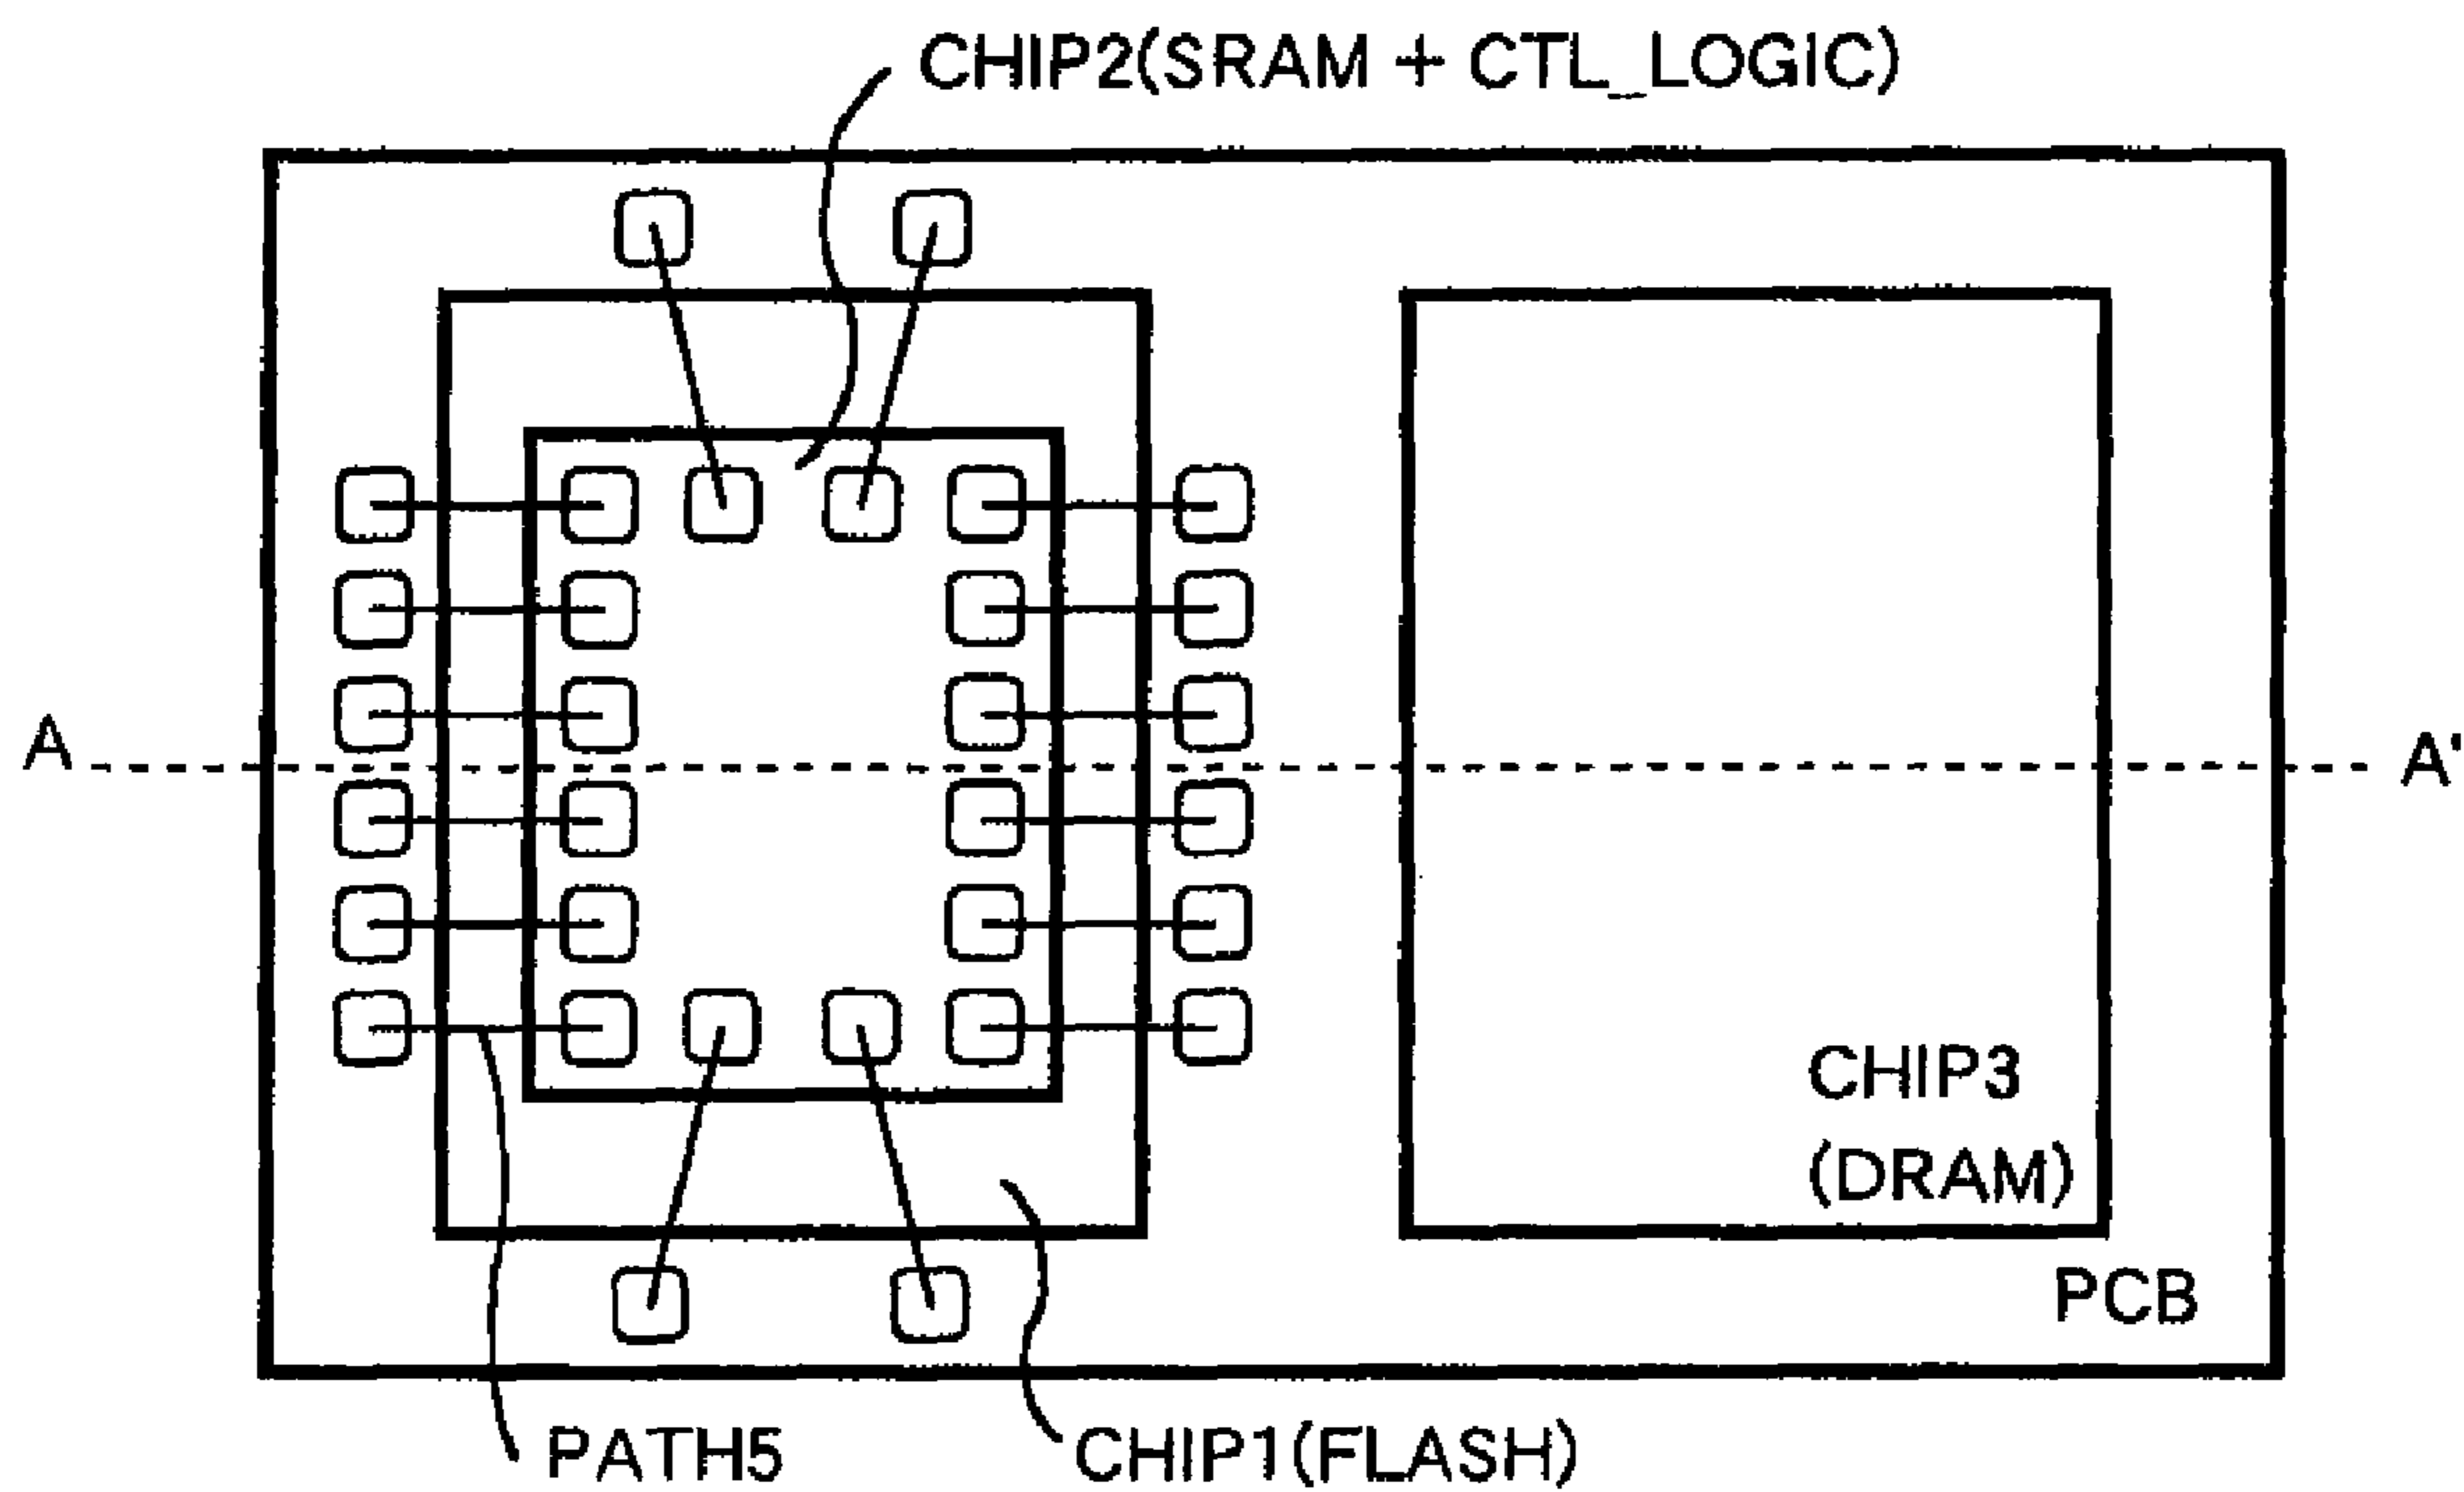 CHIP2(SRAM + CTL_LOGIC)
A
A'
CHIP3
(DRAM)
PCB
PATH5
CHIP1(FLASH)